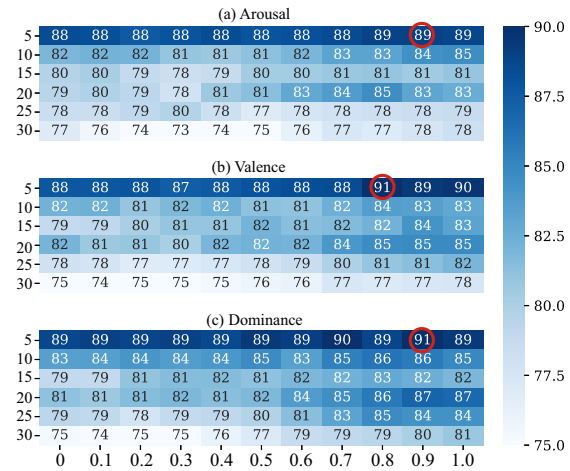 (a) Arousal
5 88 88 88 88 88 88 88 88 89 89 89
10 82 82 82 81 81 81 82 83 83 84 85
15 80 80 79 78 79 80 80 81 81 81 81
20 79 80 79 78 81 81 83 84 85 83 83
25 78 78 79 80 78 77 78 78 78 78 79
30 77 76 74 73 74 75 76 77 77 78 78
(b) Valence
5 88 88 88 87 88 88 88 88 91 89 90
10 82 82 81 82 82 81 81 82 84 83 83
15 79 79 80 81 81 82 81 82 82 84 83
20 82 81 81 80 82 82 82 84 85 85 85
25 78 78 77 77 77 78 79 80 81 81 82
30 75 74 75 75 75 76 76 77 77 77 78
(c) Dominance
5 89 89 89 89 89 89 89 90 89 91 89
10 83 84 84 84 84 85 83 85 86 86 85
15 79 79 81 81 82 81 82 82 83 82 82
20 81 81 81 82 81 82 84 85 86 87 87
25 79 79 78 79 79 80 81 83 85 84 84
30 75 74 75 75 76 77 79 79 79 80 81
0 0.1 0.2 0.3 0.4 0.5 0.6 0.7 0.8 0.9 1.0
90.0
87.5
85.0
82.5
80.0
77.5
75.0